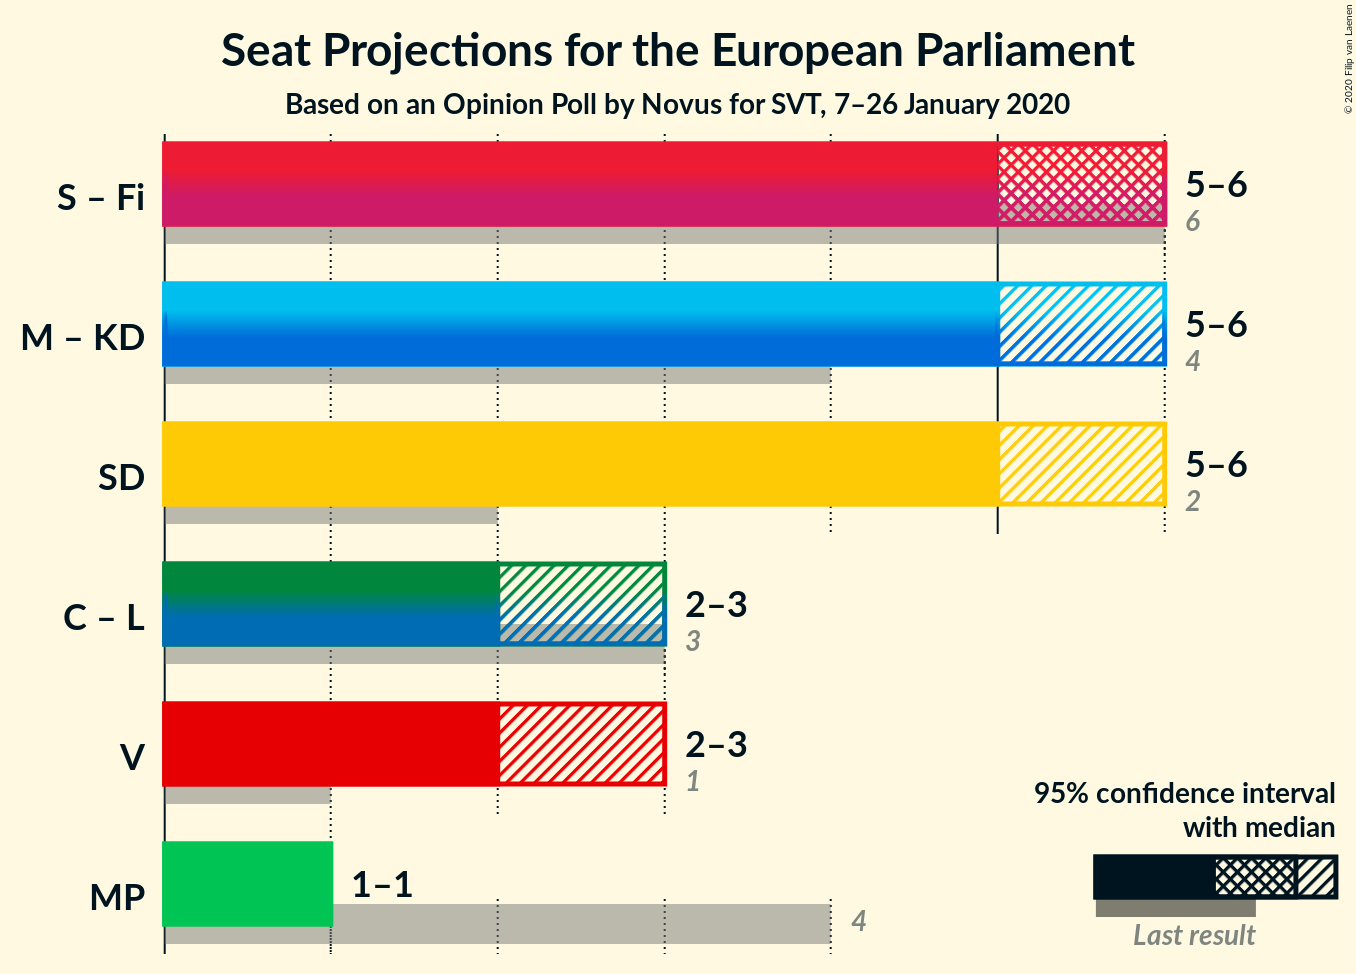 Seat Projections for the European Parliament
Based on an Opinion Poll by Novus for SVT, 7–26 January 2020
© 2020 Filip van Laenen
S – Fi
5–6
6
M – KD
5–6
4
SD
5–6
2
C – L
2–3
3
V
2–3
1
MP
1–1
4
95% confidence interval
with median
Last result